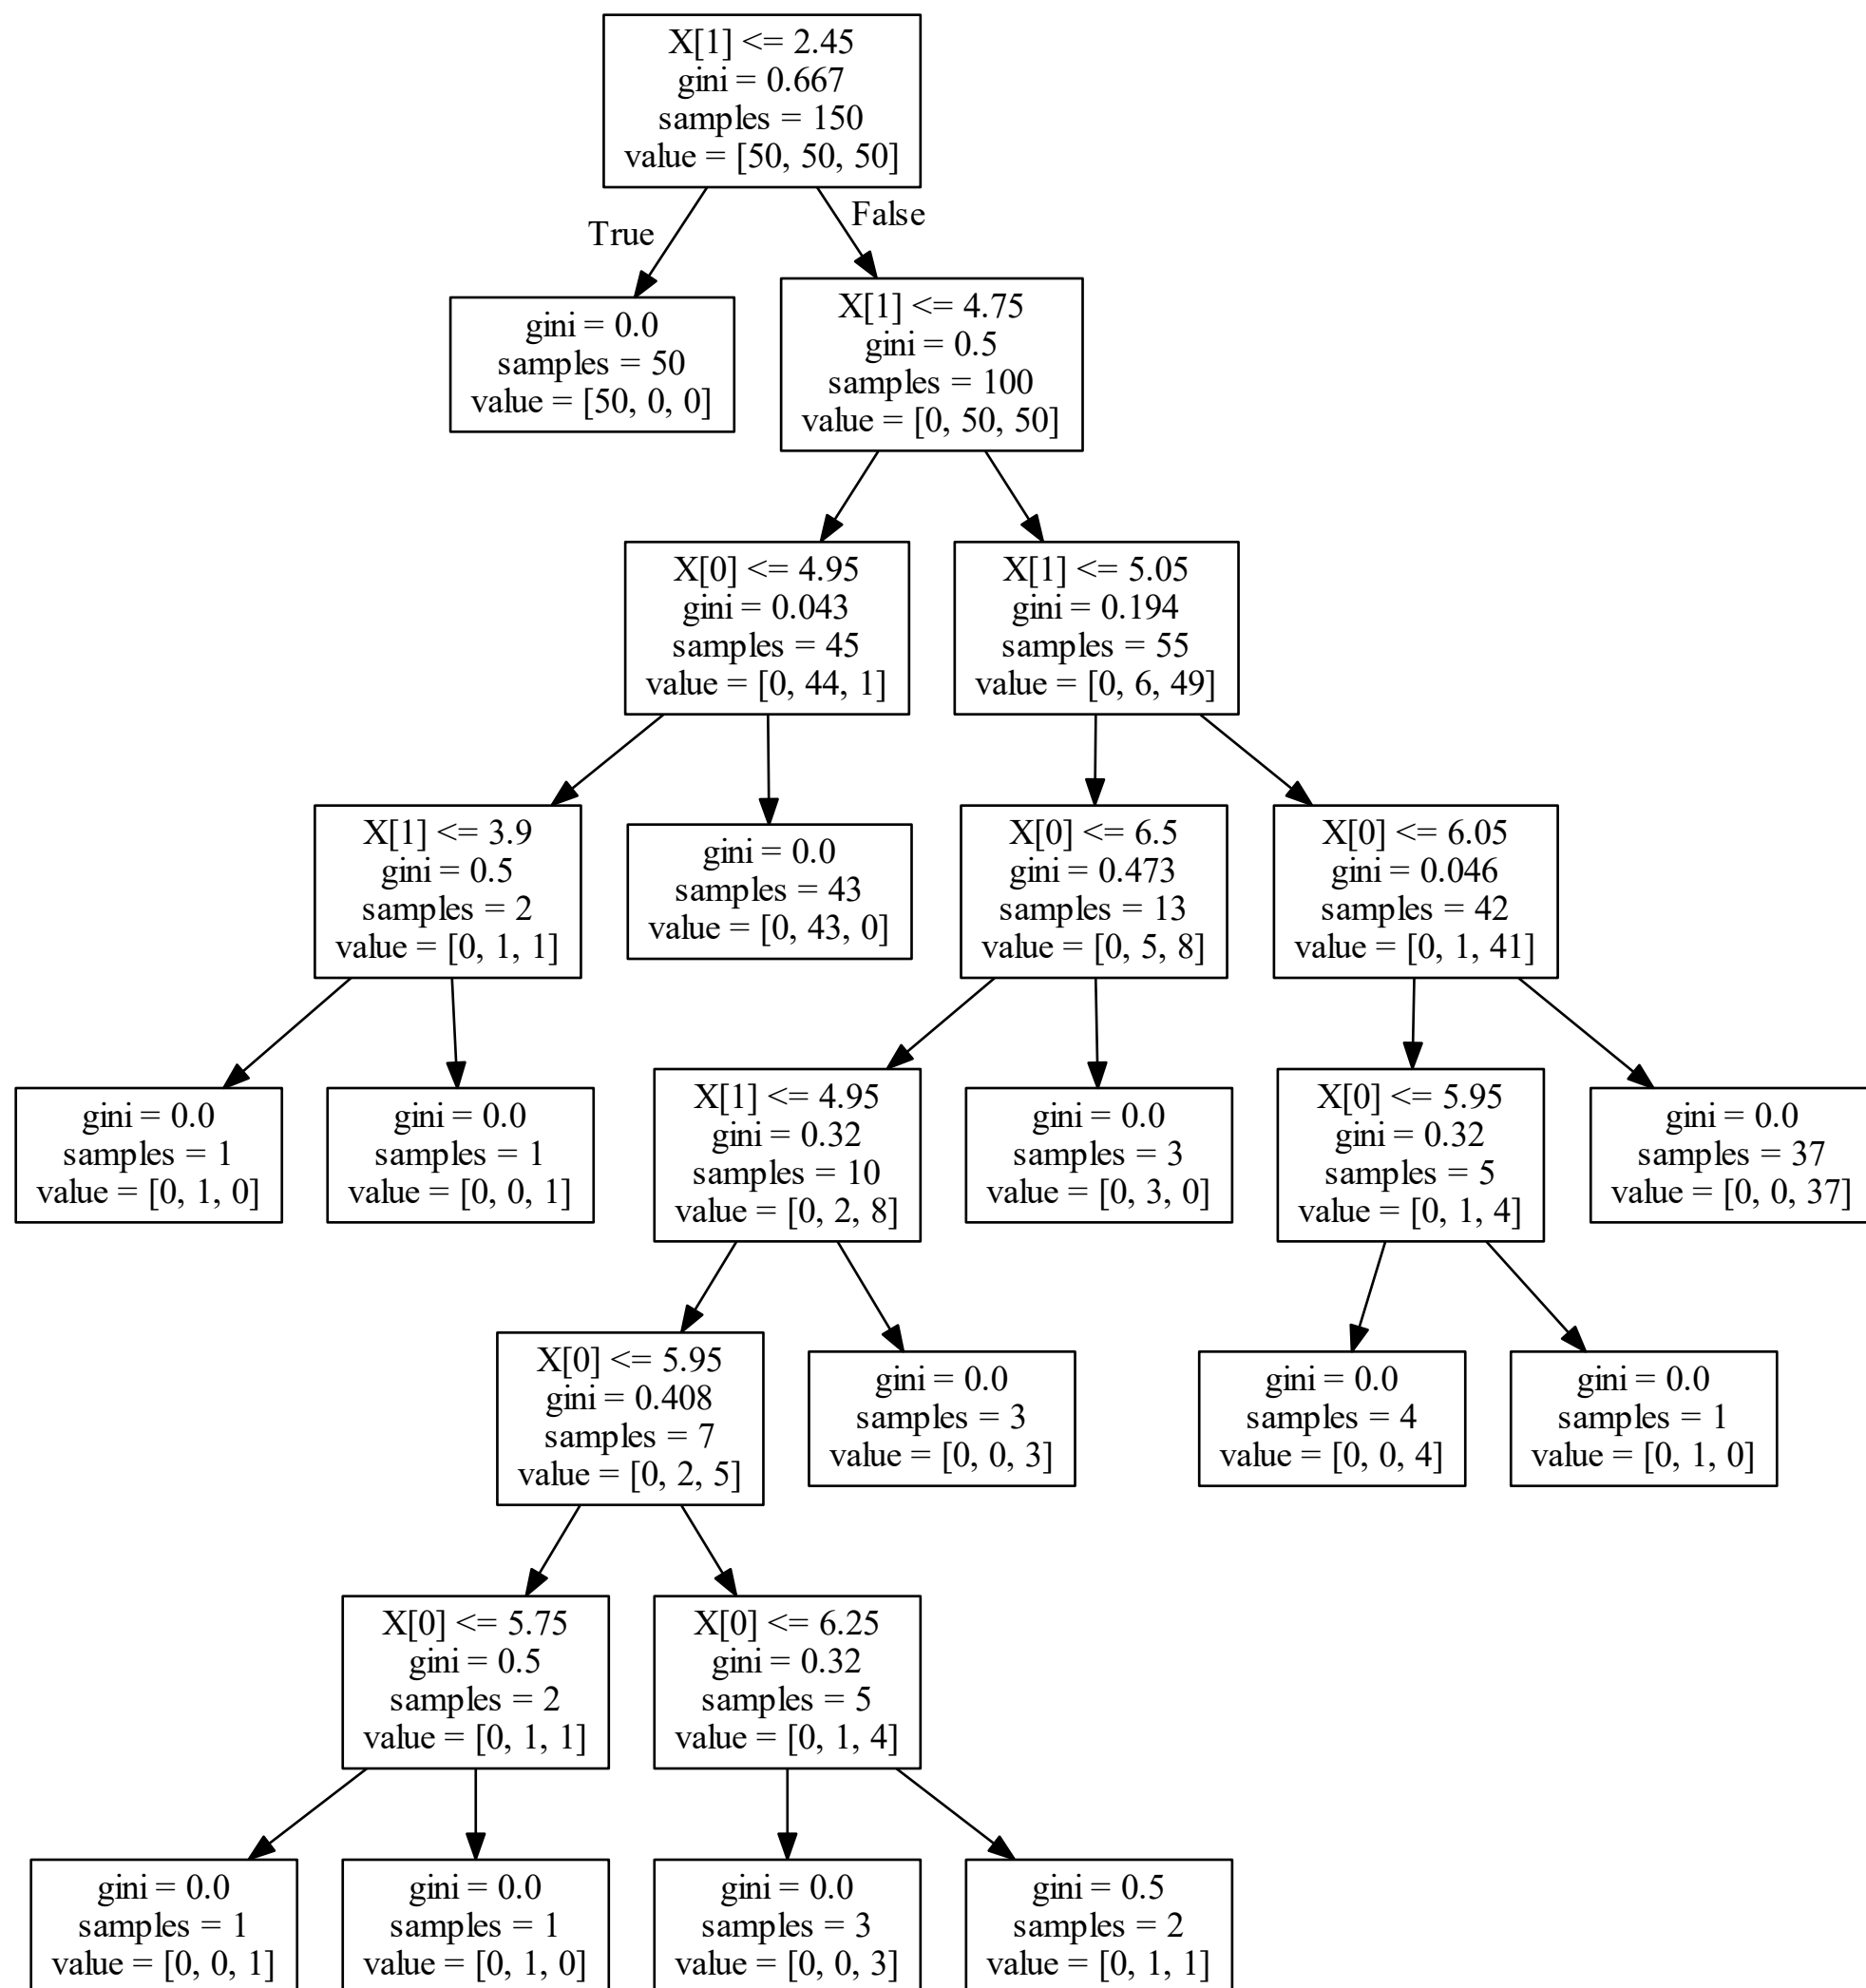 X[1] <= 2.45
gini = 0.667
samples = 150
value = [50, 50, 50]
True
False
gini = 0.0
samples = 50
value = [50, 0, 0]
X[1] <= 4.75
gini = 0.5
samples = 100
value = [0, 50, 50]
X[0] <= 4.95
gini = 0.043
samples = 45
value = [0, 44, 1]
X[1] <= 5.05
gini = 0.194
samples = 55
value = [0, 6, 49]
X[1] <= 3.9
gini = 0.5
samples = 2
value = [0, 1, 1]
gini = 0.0
samples = 43
value = [0, 43, 0]
X[0] <= 6.5
gini = 0.473
samples = 13
value = [0, 5, 8]
X[0] <= 6.05
gini = 0.046
samples = 42
value = [0, 1, 41]
gini = 0.0
samples = 1
value = [0, 1, 0]
gini = 0.0
samples = 1
value = [0, 0, 1]
X[1] <= 4.95
gini = 0.32
samples = 10
value = [0, 2, 8]
gini = 0.0
samples = 3
value = [0, 3, 0]
X[0] <= 5.95
gini = 0.32
samples = 5
value = [0, 1, 4]
gini = 0.0
samples = 37
value = [0, 0, 37]
X[0] <= 5.95
gini = 0.408
samples = 7
value = [0, 2, 5]
gini = 0.0
samples = 3
value = [0, 0, 3]
gini = 0.0
samples = 4
value = [0, 0, 4]
gini = 0.0
samples = 1
value = [0, 1, 0]
X[0] <= 5.75
gini = 0.5
samples = 2
value = [0, 1, 1]
X[0] <= 6.25
gini = 0.32
samples = 5
value = [0, 1, 4]
gini = 0.0
samples = 1
value = [0, 0, 1]
gini = 0.0
samples = 1
value = [0, 1, 0]
gini = 0.0
samples = 3
value = [0, 0, 3]
gini = 0.5
samples = 2
value = [0, 1, 1]